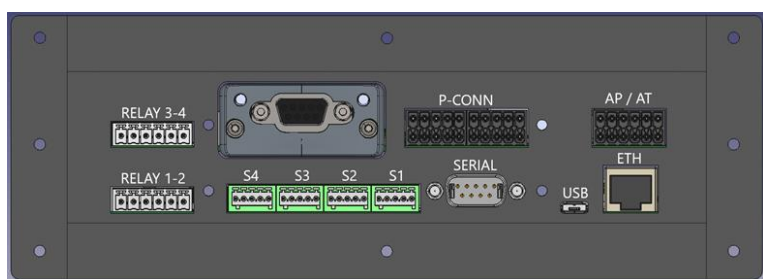 RELAY 3-4
P-CONN
AP / AT
RELAY 1-2
S4
S3
S2
S1
SERIAL
USB
ETH